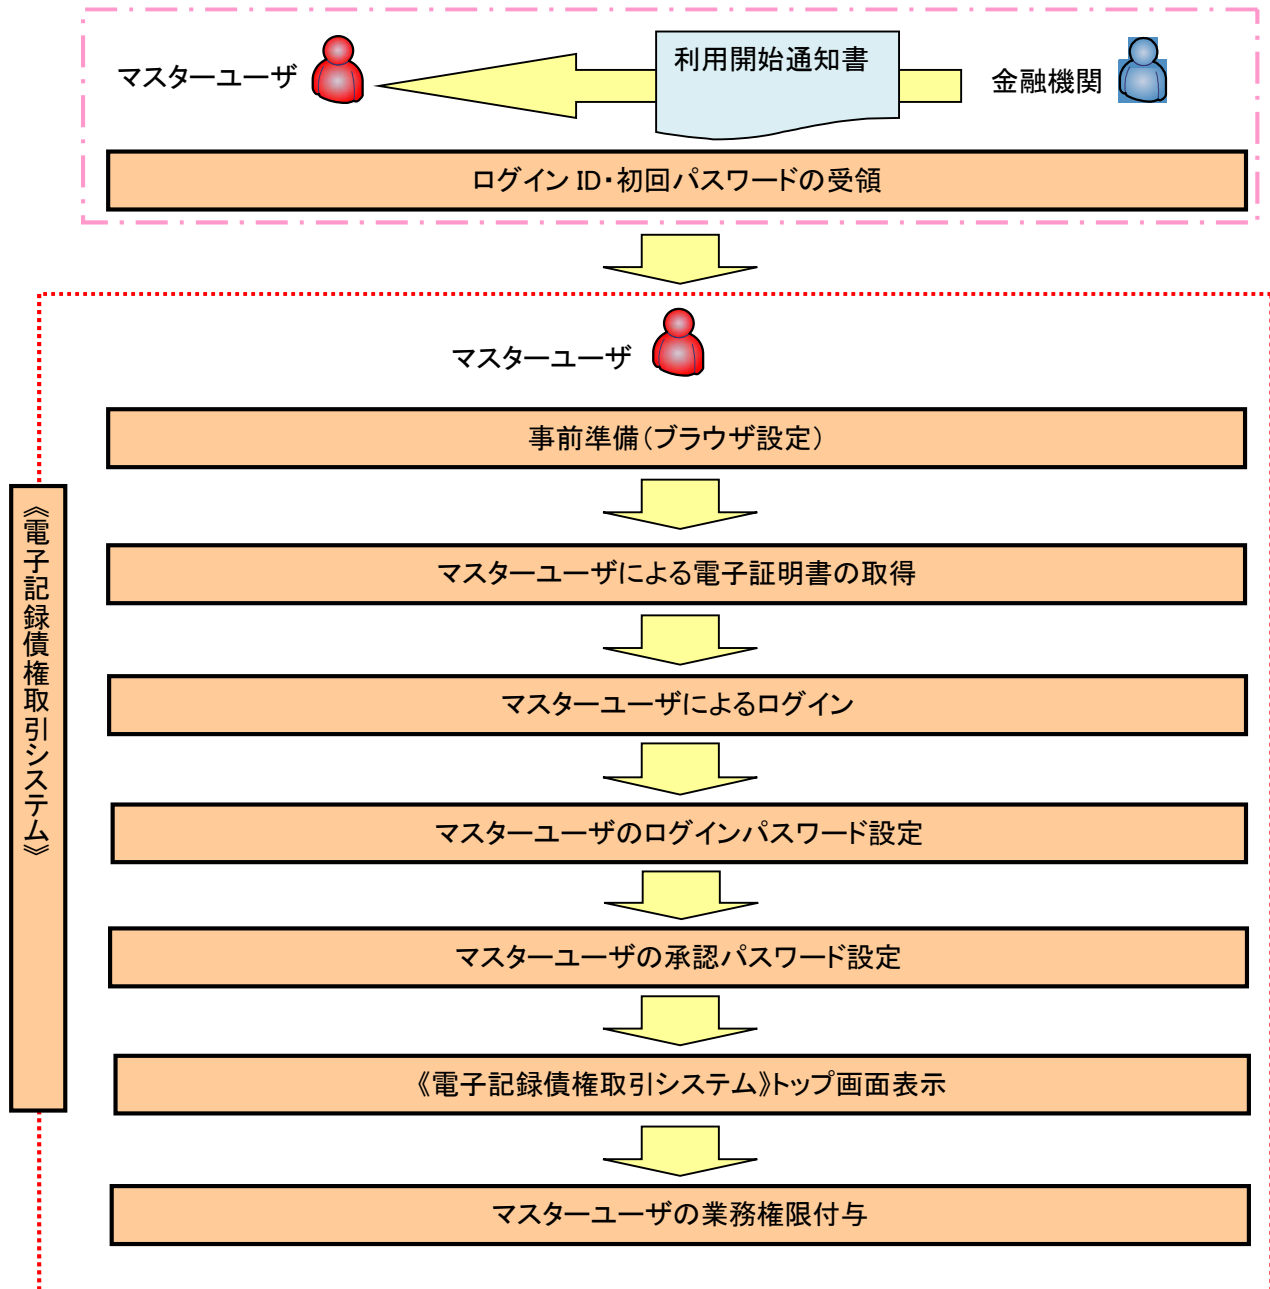 マスターユーザ
利用開始通知書
金融機関
ログイン ID・初回パスワードの受領
マスターユーザ
事前準備(ブラウザ設定)
《電子記録債権取引システム》
マスターユーザによる電子証明書の取得
マスターユーザによるログイン
マスターユーザのログインパスワード設定
マスターユーザの承認パスワード設定
《電子記録債権取引システム》トップ画面表示
マスターユーザの業務権限付与